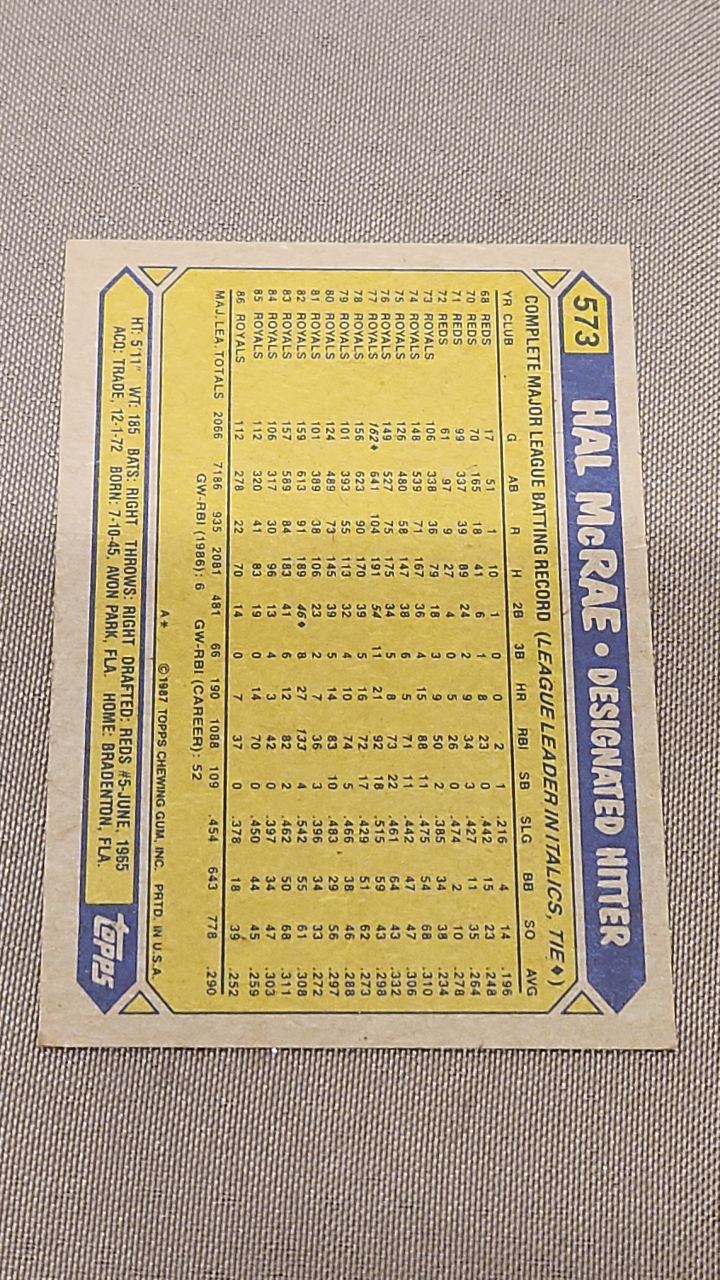 573 HAL McRAE • DESIGNATED HITTER
COMPLETE MAJOR LEAGUE BATTING RECORD (LEAGUE LEADER IN ITALICS, TIE♦)
YR CLUB G AB R H 2B 3B HR RBI SB SLG BB SO AVG
68 REDS 17 51 1 10 1 0 0 2 1 .216 4 14 .196
70 REDS 70 165 18 41 6 1 8 23 0 .442 15 23 .248
71 REDS 99 337 39 89 24 2 9 34 3 .427 11 35 .264
72 REDS 61 97 9 27 4 0 5 26 0 .474 2 10 .278
73 ROYALS 106 338 36 79 18 3 9 50 2 .385 34 38 .234
74 ROYALS 148 539 71 167 36 4 15 88 11 .475 54 68 .310
75 ROYALS 126 480 58 147 38 6 5 71 11 .442 47 47 .306
76 ROYALS 149 527 75 175 34 5 8 73 22 .461 64 43 .332
77 ROYALS 162♦ 641 104 191 54 11 21 92 18 .515 59 43 .298
78 ROYALS 156 623 90 170 39 5 16 72 17 .429 51 62 .273
79 ROYALS 101 393 55 113 32 4 10 74 5 .466 38 46 .288
80 ROYALS 124 489 73 145 39 5 14 83 10 .483 29 56 .297
81 ROYALS 101 389 38 106 23 2 7 36 3 .396 34 33 .272
82 ROYALS 159 613 91 189 46♦ 8 27 133 4 .542 55 61 .308
83 ROYALS 157 589 84 183 41 6 12 82 2 .462 50 68 .311
84 ROYALS 106 317 30 96 13 4 3 42 0 .397 34 47 .303
85 ROYALS 112 320 41 83 19 0 14 70 0 .450 44 45 .259
86 ROYALS 112 278 22 70 14 0 7 37 0 .378 18 39 .252
MAJ. LEA. TOTALS 2066 7186 935 2081 481 66 190 1088 109 .454 643 778 .290
GW-RBI (1986): 6 GW-RBI (CAREER): 52
A* ©1987 TOPPS CHEWING GUM, INC. PRTD. IN U.S.A.
HT: 5'11" WT: 185 BATS: RIGHT THROWS: RIGHT DRAFTED: REDS #5-JUNE, 1965
ACQ: TRADE, 12-1-72 BORN: 7-10-45, AVON PARK, FLA. HOME: BRADENTON, FLA.
topps